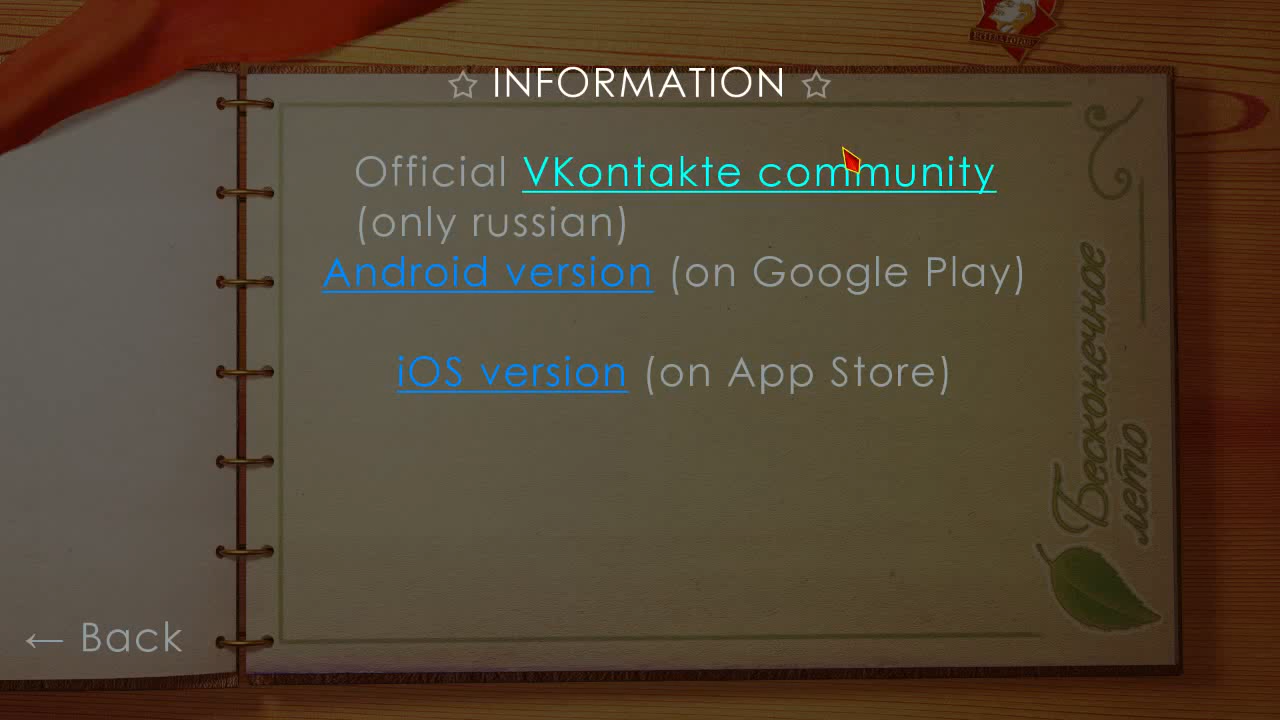 ☆ INFORMATION ☆
Official VKontakte community
(only russian)
Android version (on Google Play)
iOS version (on App Store)
Бесконечное
лето
← Back